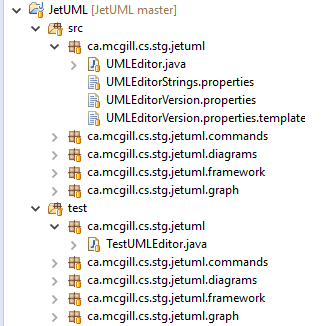 JetUML [JetUML master]
src
ca.mcgill.cs.stg.jetuml
UMLEditor.java
UMLEditorStrings.properties
UMLEditorVersion.properties
UMLEditorVersion.properties.template
ca.mcgill.cs.stg.jetuml.commands
ca.mcgill.cs.stg.jetuml.diagrams
ca.mcgill.cs.stg.jetuml.framework
ca.mcgill.cs.stg.jetuml.graph
test
ca.mcgill.cs.stg.jetuml
TestUMLEditor.java
ca.mcgill.cs.stg.jetuml.commands
ca.mcgill.cs.stg.jetuml.diagrams
ca.mcgill.cs.stg.jetuml.framework
ca.mcgill.cs.stg.jetuml.graph